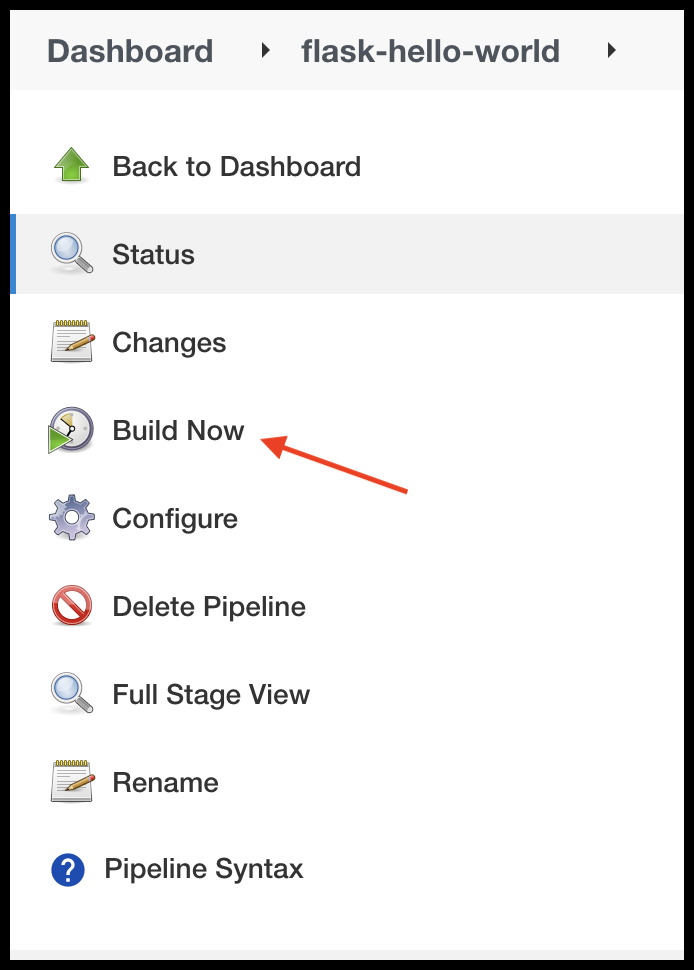 Dashboard flask-hello-world
Back to Dashboard
Status
Changes
Build Now
Configure
Delete Pipeline
Full Stage View
Rename
Pipeline Syntax